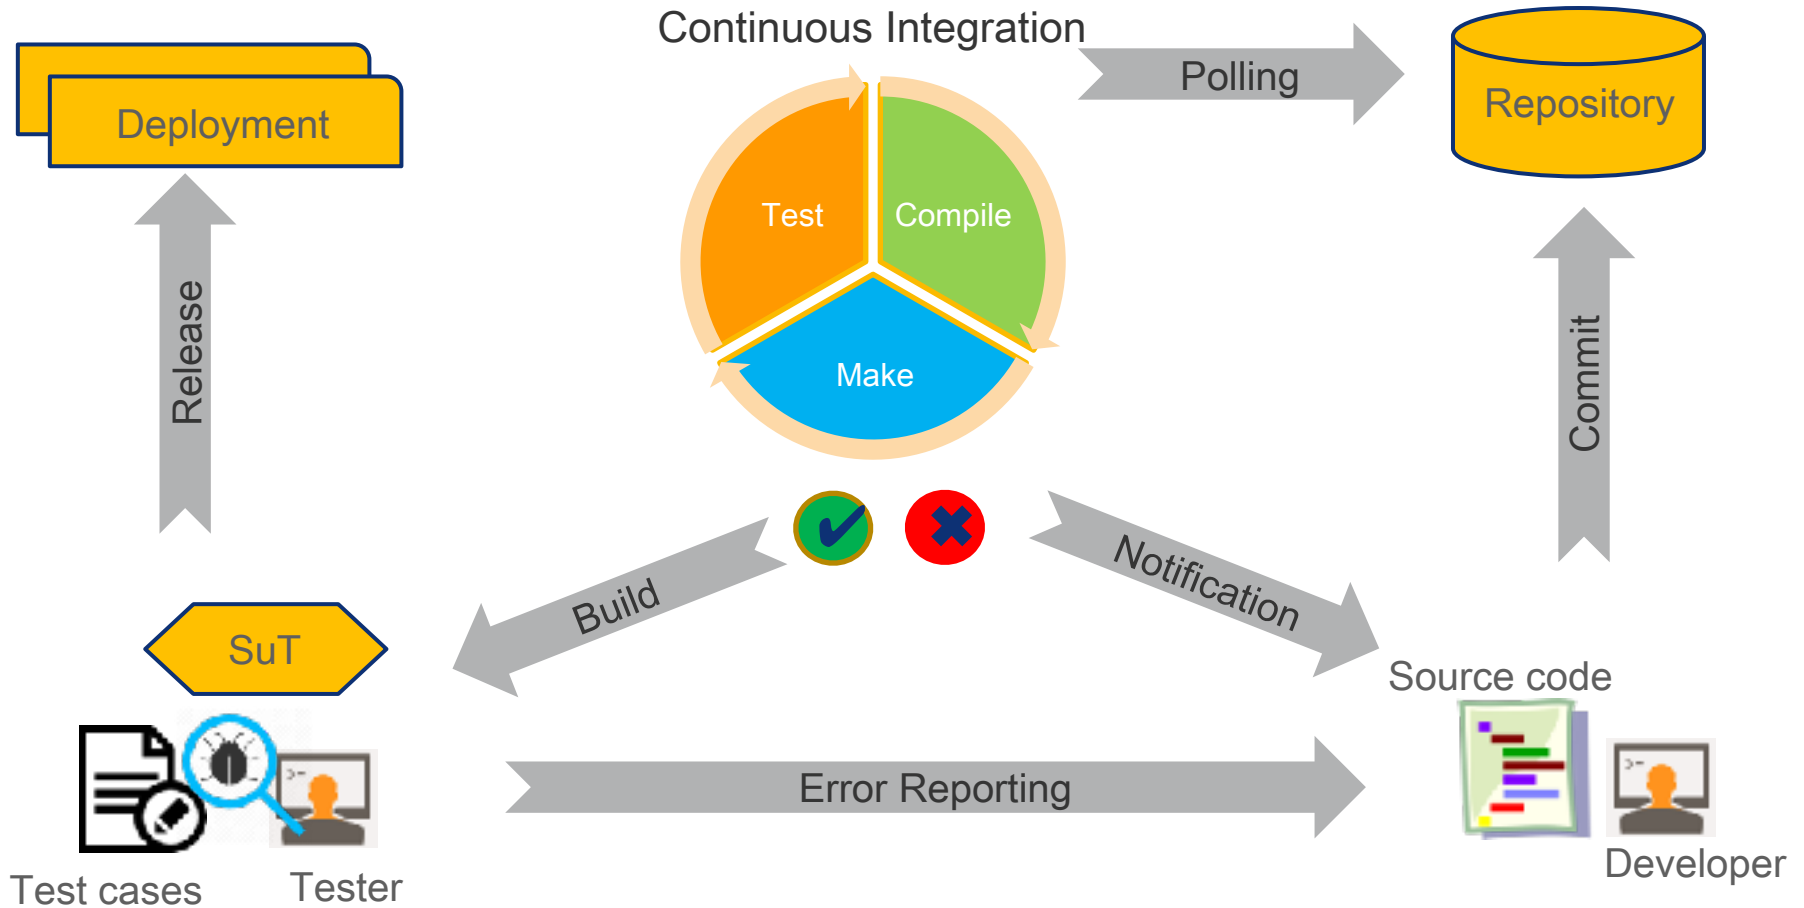 Continuous Integration
Polling
Repository
Deployment
Test
Compile
Make
Release
Commit
Build
Notification
SuT
Source code
Error Reporting
Test cases
Tester
Developer